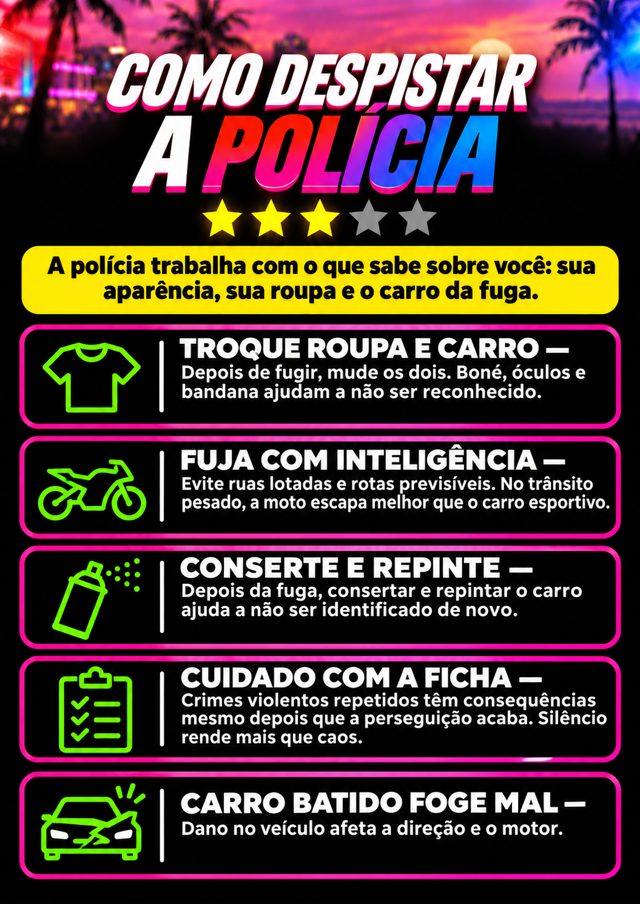 COMO DESPISTAR
A POLÍCIA
A polícia trabalha com o que sabe sobre você: sua
aparência, sua roupa e o carro da fuga.
TROQUE ROUPA E CARRO —
Depois de fugir, mude os dois. Boné, óculos e
bandana ajudam a não ser reconhecido.
FUJA COM INTELIGÊNCIA —
Evite ruas lotadas e rotas previsíveis. No trânsito
pesado, a moto escapa melhor que o carro esportivo.
CONSERTE E REPINTE —
Depois da fuga, consertar e repintar o carro
ajuda a não ser identificado de novo.
CUIDADO COM A FICHA —
Crimes violentos repetidos têm consequências
mesmo depois que a perseguição acaba. Silêncio
rende mais que caos.
CARRO BATIDO FOGE MAL —
Dano no veículo afeta a direção e o motor.